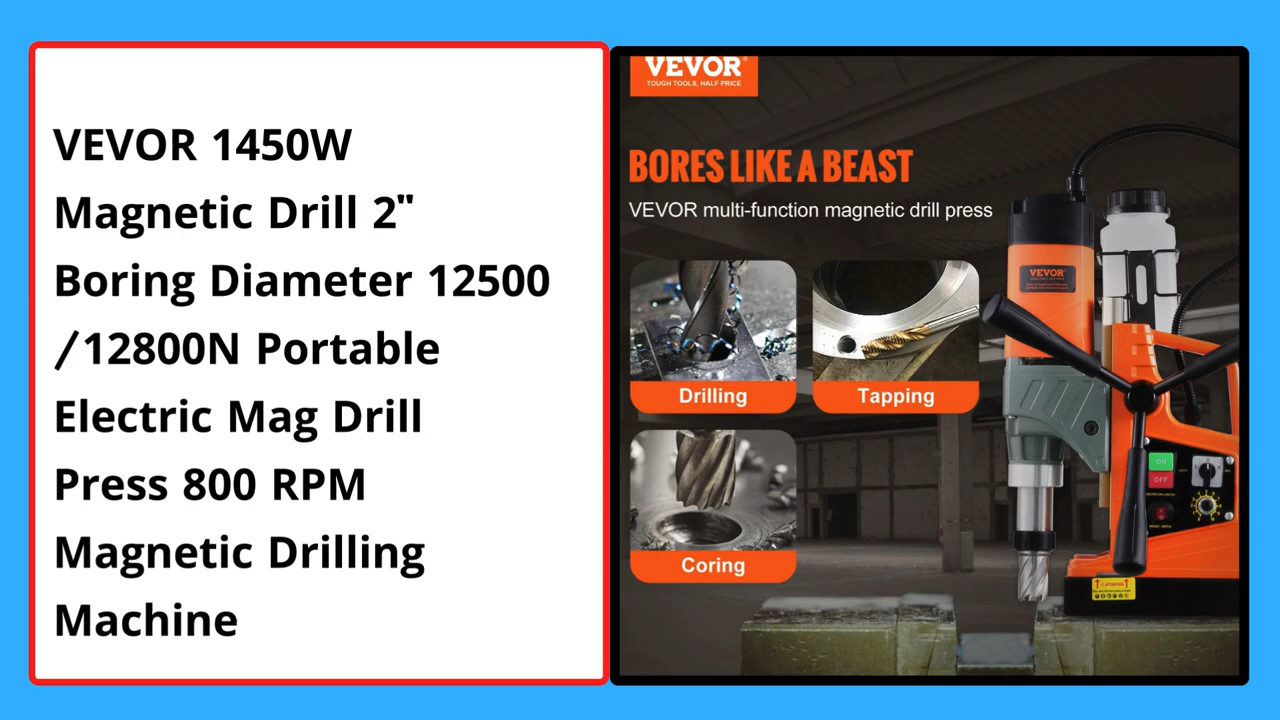 VEVOR 1450W
Magnetic Drill 2"
Boring Diameter 12500
/12800N Portable
Electric Mag Drill
Press 800 RPM
Magnetic Drilling
Machine
VEVOR
TOUGH TOOLS, HALF PRICE
BORES LIKE A BEAST
VEVOR multi-function magnetic drill press
Drilling
Tapping
Coring
VEVOR
ON
OFF
ATTENTION